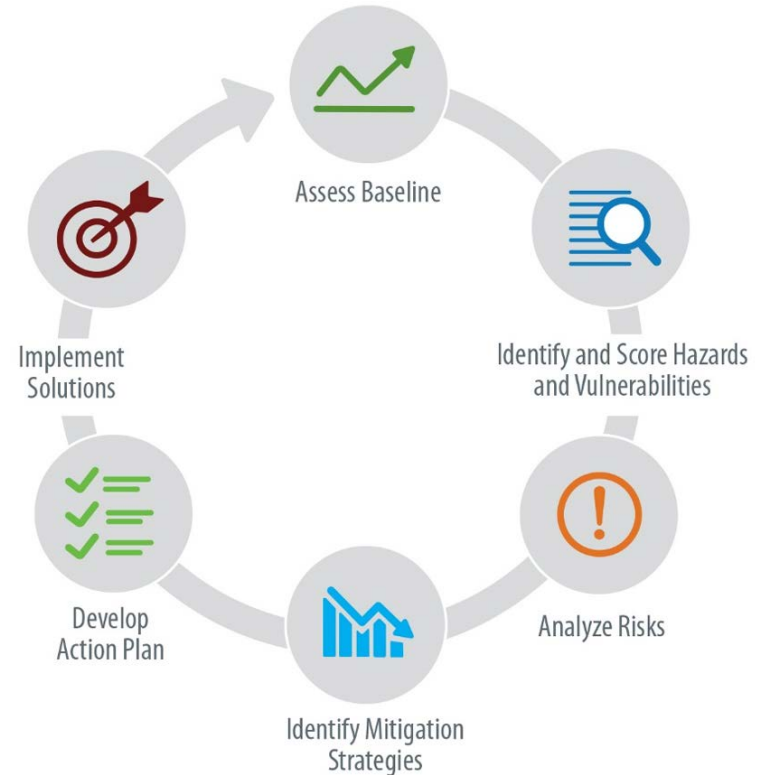 Assess Baseline
Identify and Score Hazards
and Vulnerabilities
Analyze Risks
Identify Mitigation
Strategies
Develop
Action Plan
Implement
Solutions